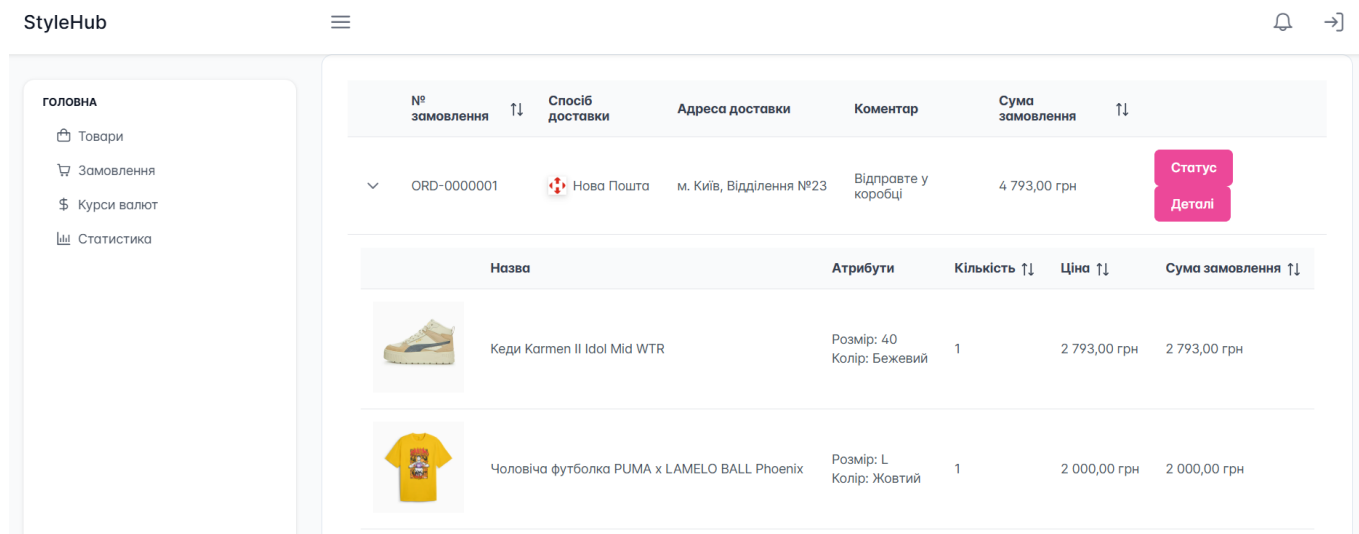 StyleHub
ГОЛОВНА
Товари
Замовлення
$ Курси валют
Статистика
№ замовлення Спосіб доставки Адреса доставки Коментар Сума замовлення
ORD-0000001 Нова Пошта м. Київ, Відділення №23 Відправте у коробці 4 793,00 грн
Статус
Деталі
Назва Атрибути Кількість Ціна Сума замовлення
Кеди Karmen II Idol Mid WTR Розмір: 40 Колір: Бежевий 1 2 793,00 грн 2 793,00 грн
Чоловіча футболка PUMA x LAMELO BALL Phoenix Розмір: L Колір: Жовтий 1 2 000,00 грн 2 000,00 грн